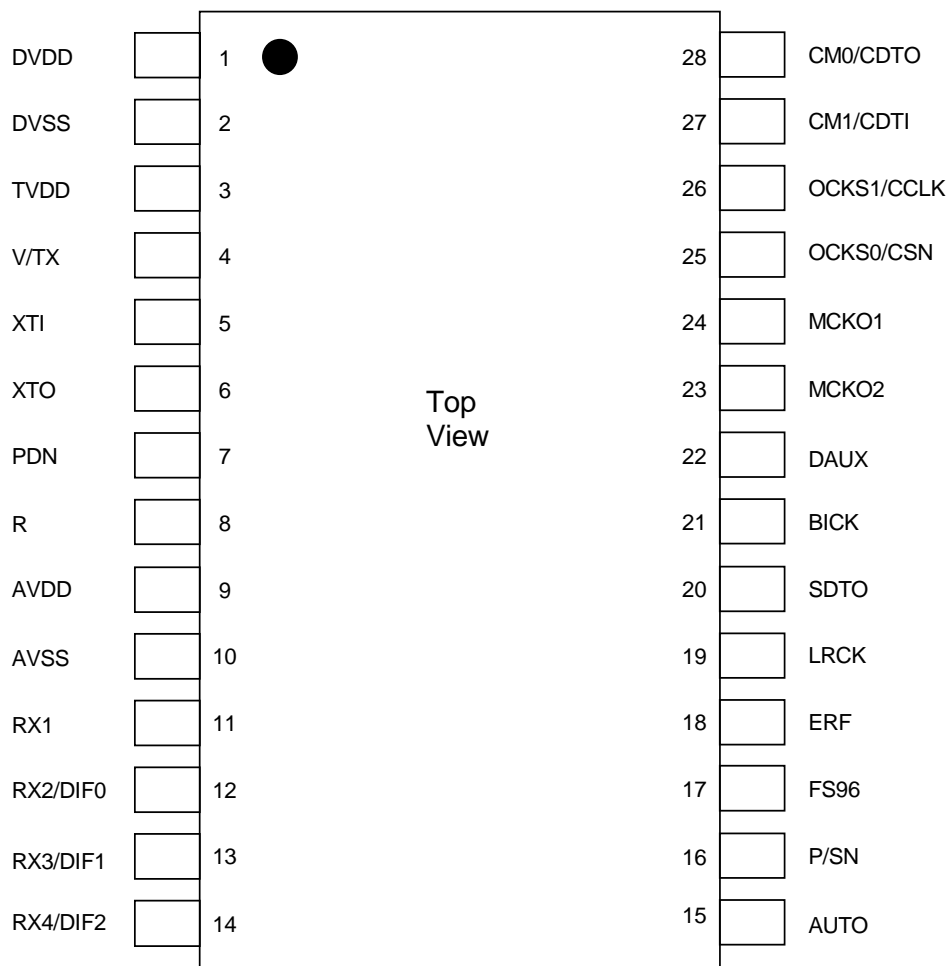 DVDD 1 28 CM0/CDTO
DVSS 2 27 CM1/CDTI
TVDD 3 26 OCKS1/CCLK
V/TX 4 25 OCKS0/CSN
XTI 5 24 MCKO1
XTO 6 23 MCKO2
Top
View
PDN 7 22 DAUX
R 8 21 BICK
AVDD 9 20 SDTO
AVSS 10 19 LRCK
RX1 11 18 ERF
RX2/DIF0 12 17 FS96
RX3/DIF1 13 16 P/SN
RX4/DIF2 14 15 AUTO